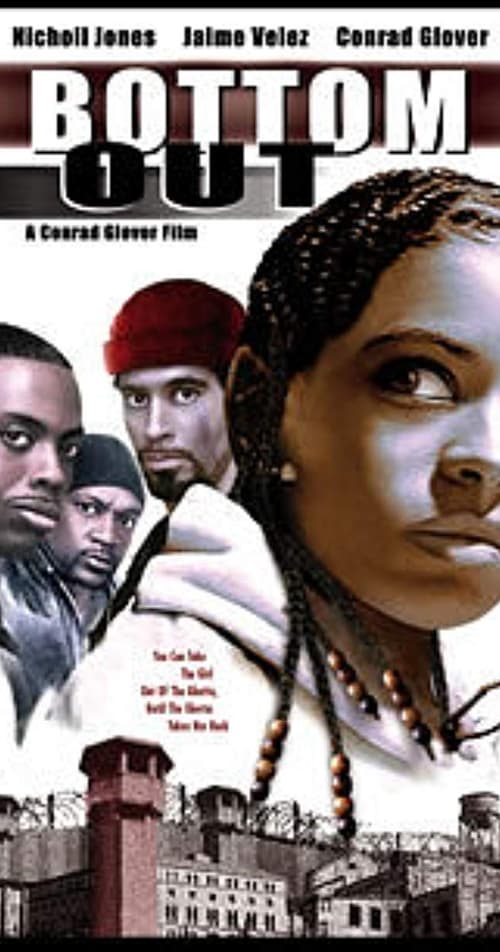 Nicholl Jones Jaime Velez Conrad Glover
BOTTOM
OUT
A Conrad Glover Film
You Can Take
The Girl
Out Of The Ghetto,
Until The Ghetto
Takes Her Back